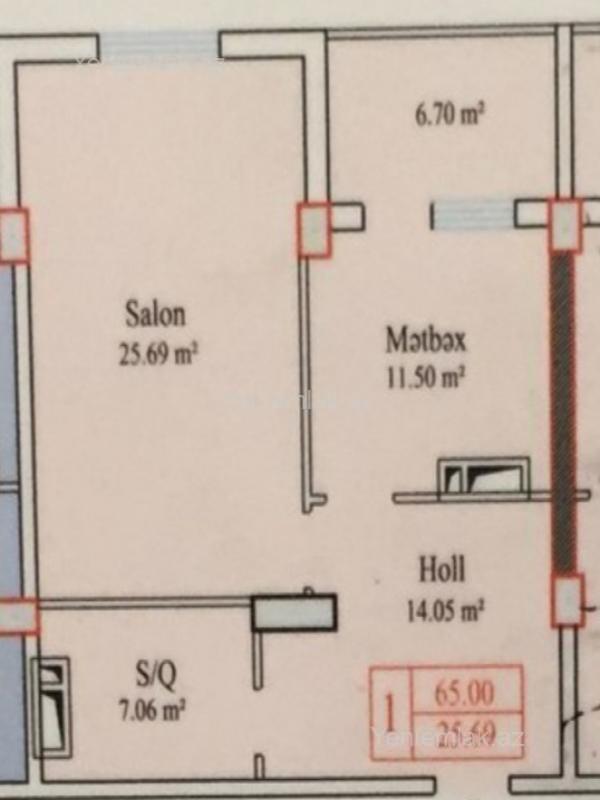 6.70 m²
Salon
25.69 m²
Mətbəx
11.50 m²
Holl
14.05 m²
S/Q
7.06 m²
1
65.00
25.69
Yeniemlak.az